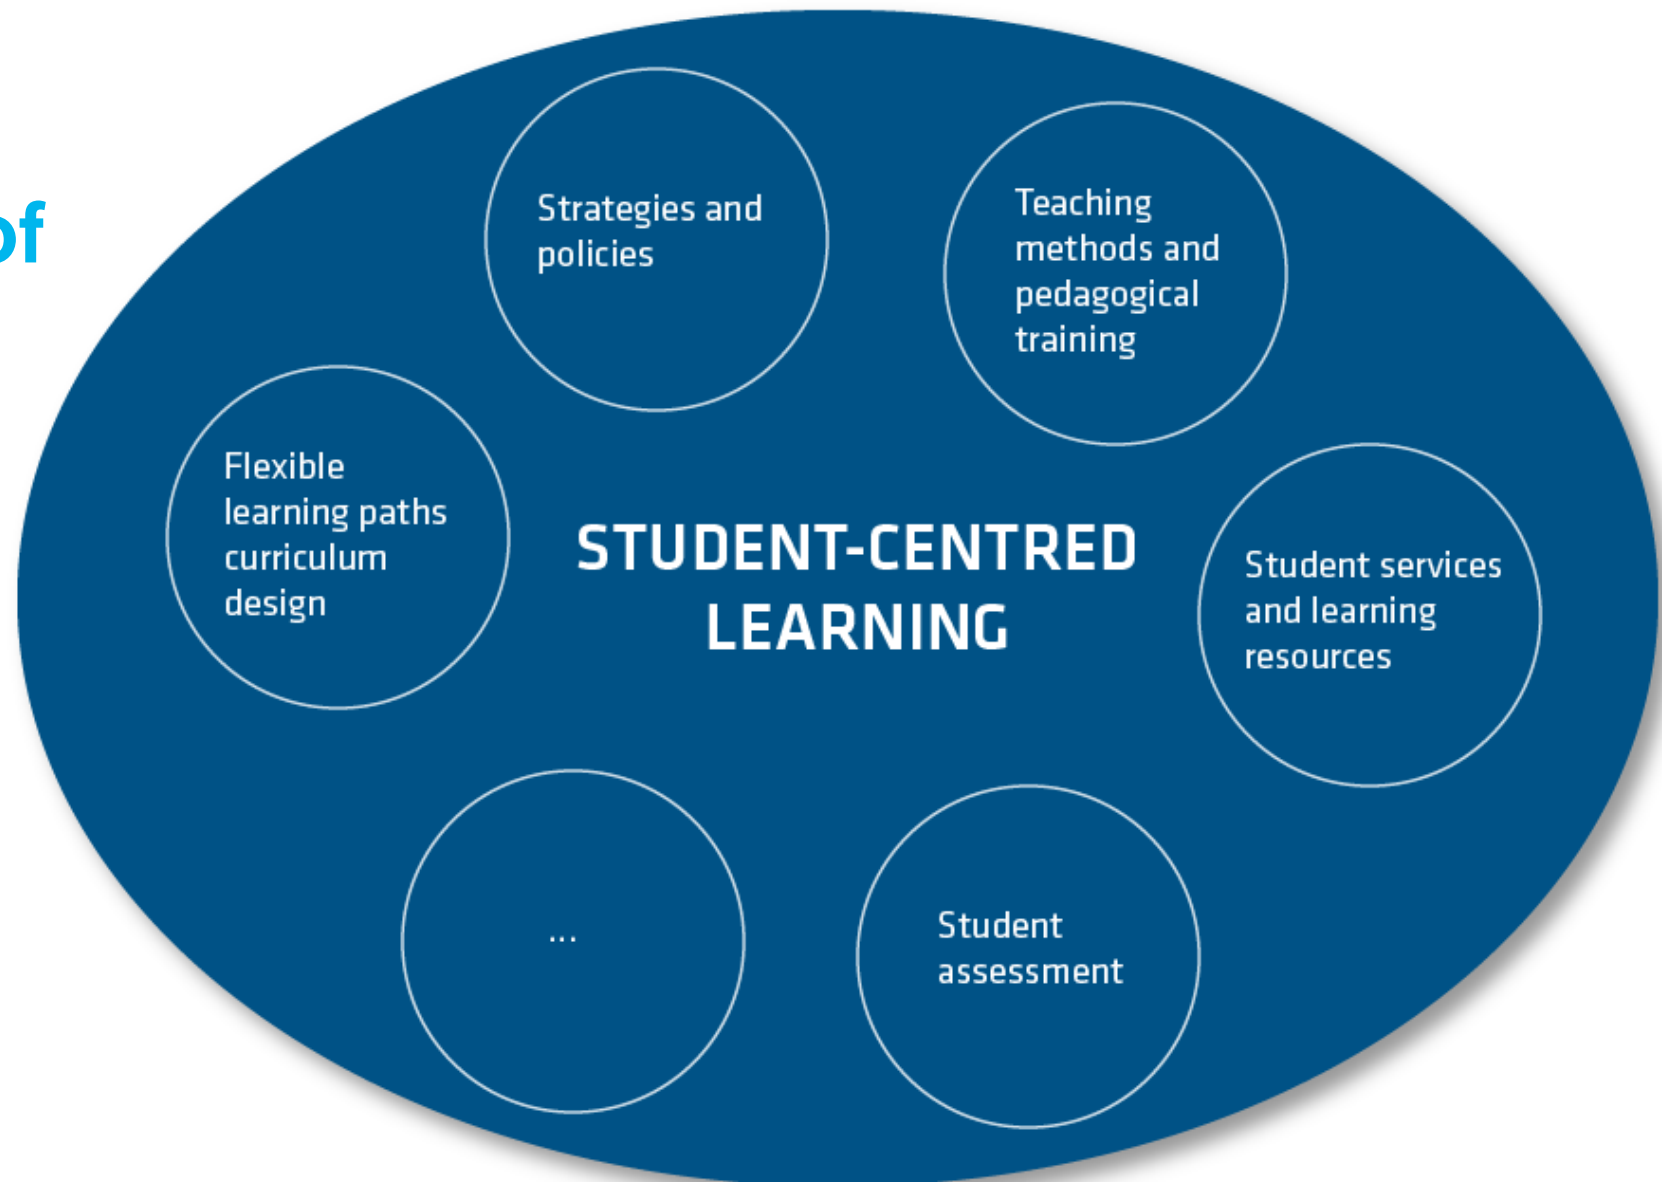 of
Strategies and
policies
Teaching
methods and
pedagogical
training
Flexible
learning paths
curriculum
design
STUDENT-CENTRED
LEARNING
Student services
and learning
resources
...
Student
assessment